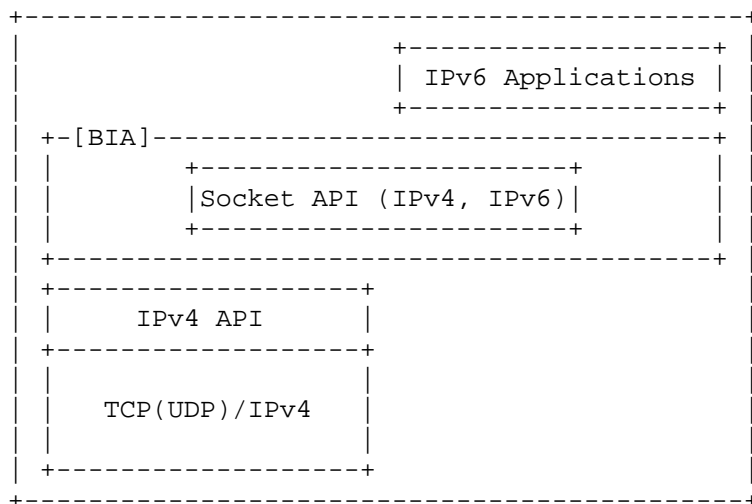 IPv6 Applications
[BIA]
Socket API (IPv4, IPv6)
IPv4 API
TCP(UDP)/IPv4